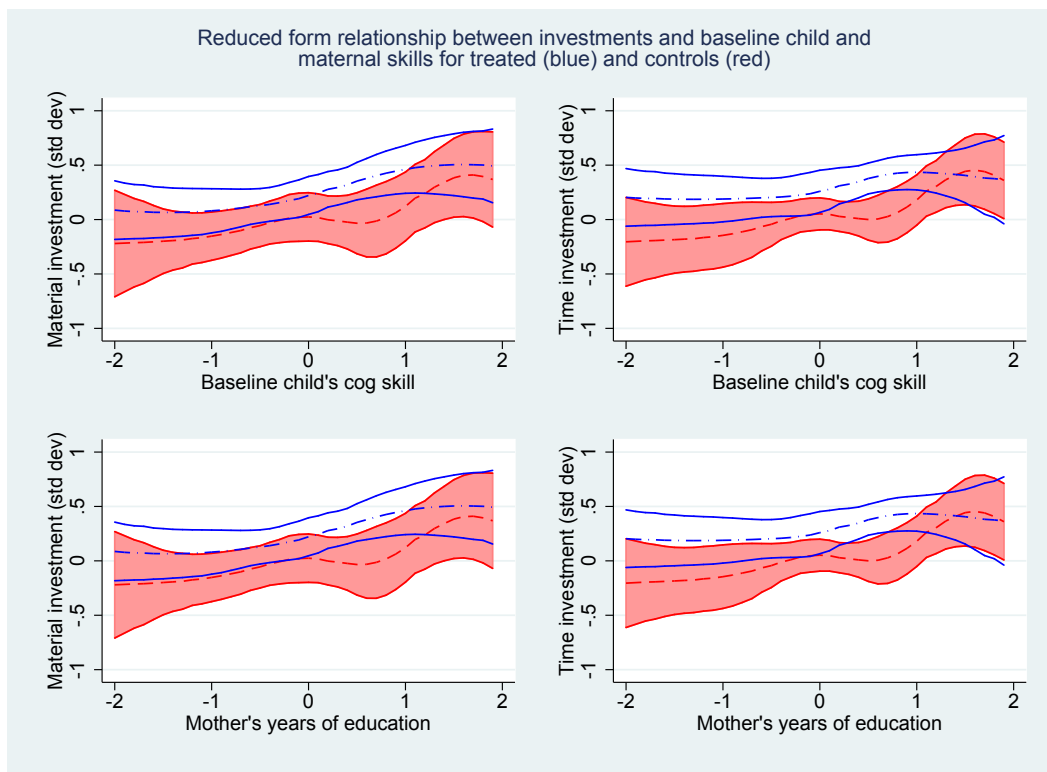 Reduced form relationship between investments and baseline child and
maternal skills for treated (blue) and controls (red)
Material investment (std dev)
1
.5
0
-.5
-1
-2 -1 0 1 2
Baseline child's cog skill
Time investment (std dev)
1
.5
0
-.5
-1
-2 -1 0 1 2
Baseline child's cog skill
Material investment (std dev)
1
.5
0
-.5
-1
-2 -1 0 1 2
Mother's years of education
Time investment (std dev)
1
.5
0
-.5
-1
-2 -1 0 1 2
Mother's years of education